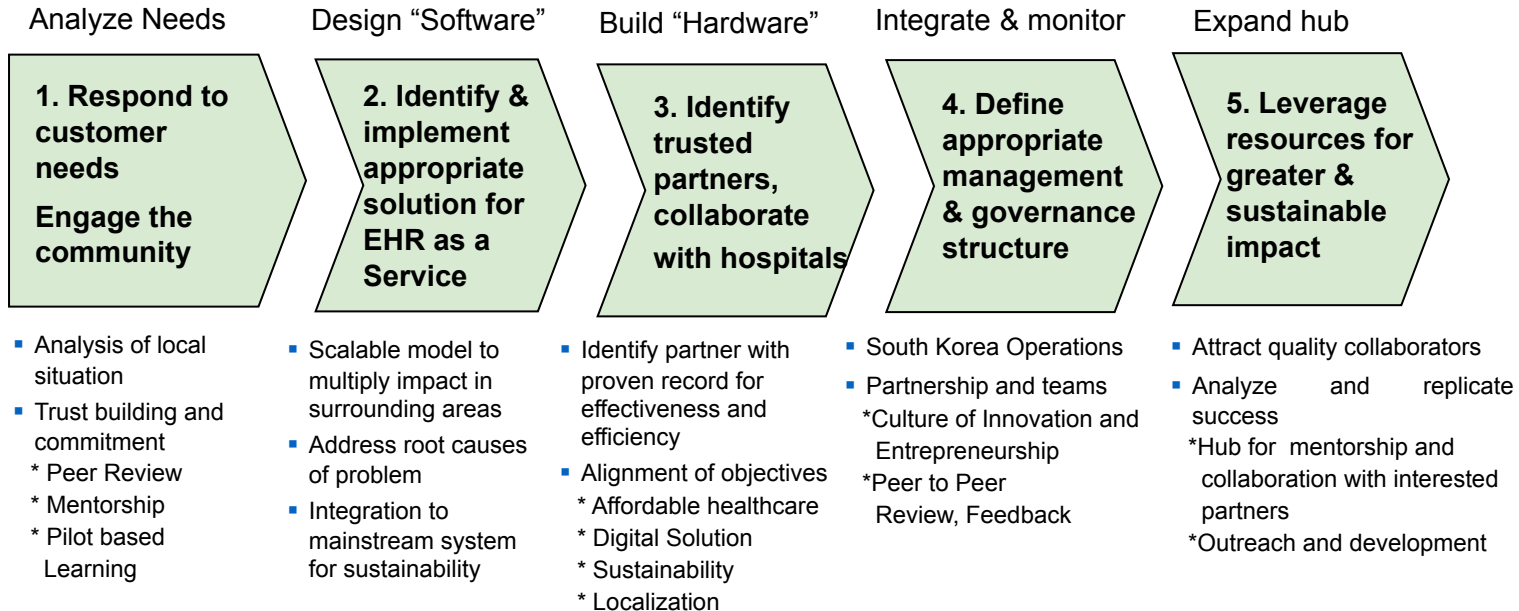 Analyze Needs
Design “Software”
Build “Hardware”
Integrate & monitor
Expand hub
1. Respond to
customer
needs
Engage the
community
2. Identify &
implement
appropriate
solution for
EHR as a
Service
3. Identify
trusted
partners,
collaborate
with hospitals
4. Define
appropriate
management
& governance
structure
5. Leverage
resources for
greater &
sustainable
impact
▪ Analysis of local
situation
▪ Trust building and
commitment
* Peer Review
* Mentorship
* Pilot based
Learning
▪ Scalable model to
multiply impact in
surrounding areas
▪ Address root causes
of problem
▪ Integration to
mainstream system
for sustainability
▪ Identify partner with
proven record for
effectiveness and
efficiency
▪ Alignment of objectives
* Affordable healthcare
* Digital Solution
* Sustainability
* Localization
▪ South Korea Operations
▪ Partnership and teams
*Culture of Innovation and
Entrepreneurship
*Peer to Peer
Review, Feedback
▪ Attract quality collaborators
▪ Analyze and replicate
success
*Hub for mentorship and
collaboration with interested
partners
*Outreach and development